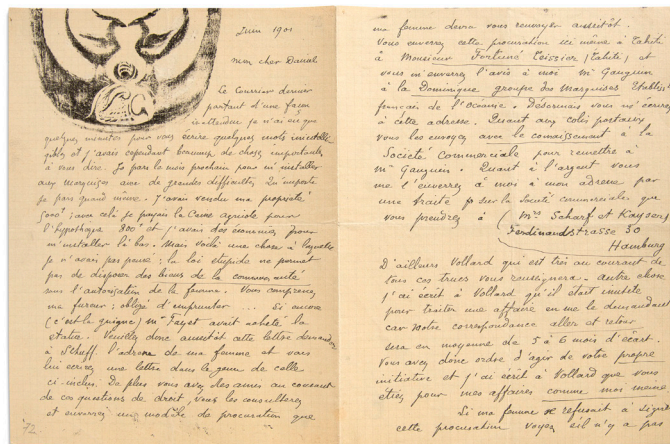 Juin 1901
Mon cher Daniel
Le Courrier dernier
partant d'une façon
inattendue je n'ai eu que
quelques minutes pour vous écrire quelques mots inintelli
gibles et j'avais cependant beaucoup de choses importantes
à vous dire. Je pars le mois prochain pour m'installer
aux Marquises avec de grandes difficultés. Qu'importe
je pars quand même. J'avais vendu ma propriété
5000f avec cela je payais la Caisse agricole pour
l'hypothèque 800f et j'avais des économies pour
m'installer là bas. Mais voilà une chose à laquelle
je n'avais pas pensé: la loi stupide ne permet
pas de disposer des biens de la communauté
sans l'autorisation de la femme. Vous comprenez
ma fureur: obligé d'emprunter ... Si encore
(c'est la guigne) Mr Fayet avait acheté la
statue. Veuillez donc aussitôt cette lettre demander
à Schuff. l'adresse de ma femme et vous
lui écrirez une lettre dans le genre de celle
ci-inclus. De plus vous avez des amis au courant
de ces questions de droit, vous les consulterez
et enverrez un modèle de procuration que
72
ma femme devra vous renvoyer aussitôt.
Vous enverrez cette procuration ici même à Tahiti
à Monsieur Fortuné Teissier (Tahiti) et
vous m'enverrez l'avis à moi Mr Gauguin
à la Dominique groupe des Marquises Etabliss
français de l'Océanie. Désormais vous m'écrirez
à cette adresse. Quant aux colis postaux
vous les envoyez avec le connaissement à la
Société Commerciale pour remettre à
Mr Gauguin. Quant à l'argent vous
me l'enverrez à moi à mon adresse par
une traite sur la Société commerciale que
vous prendrez à Mrs Scharf et Kaysers
Ferdinandstrasse 30
Hamburg
D'ailleurs Vollard qui est très au courant de
tous ces trucs vous renseignera. Autre chose
j'ai écrit à Vollard qu'il était inutile
pour traiter une affaire en me le demandant
car notre correspondance aller et retour
sera en moyenne de 5 à 6 mois d'écart.
Vous avez donc ordre d'agir de votre propre
initiative et j'ai écrit à Vollard que vous
étiez pour mes affaires comme moi même
Si ma femme refusait à signer
cette procuration voyez s'il n'y a pas